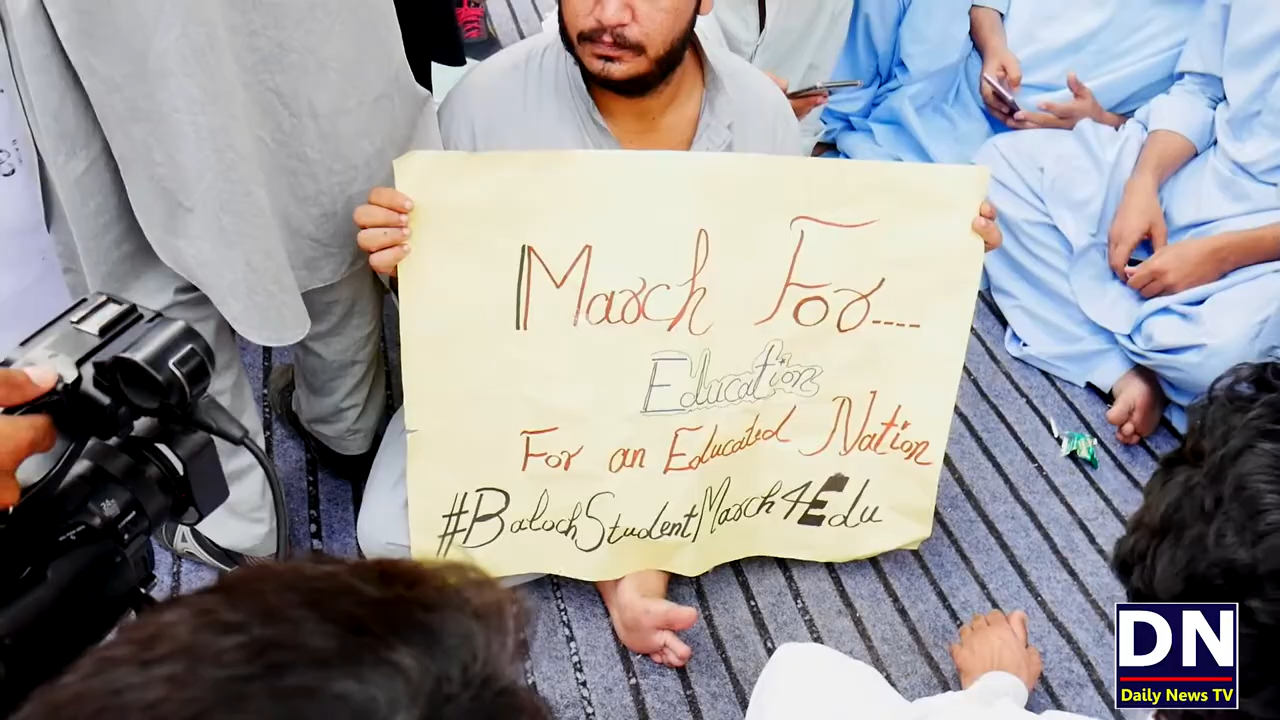 March For....
Education
For an Educated Nation
#BalochStudentMarch4Edu
DN
Daily News TV